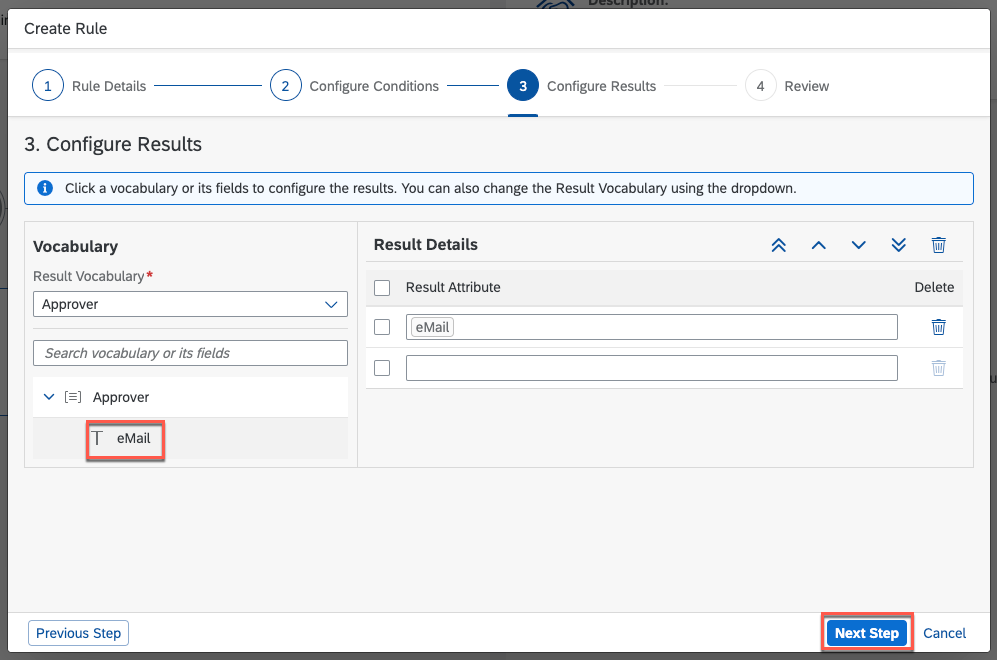 Description:
Create Rule
1 Rule Details 2 Configure Conditions 3 Configure Results 4 Review
3. Configure Results
Click a vocabulary or its fields to configure the results. You can also change the Result Vocabulary using the dropdown.
Vocabulary
Result Vocabulary*
Approver
Search vocabulary or its fields
Approver
eMail
Result Details
Result Attribute Delete
eMail
Previous Step Next Step Cancel